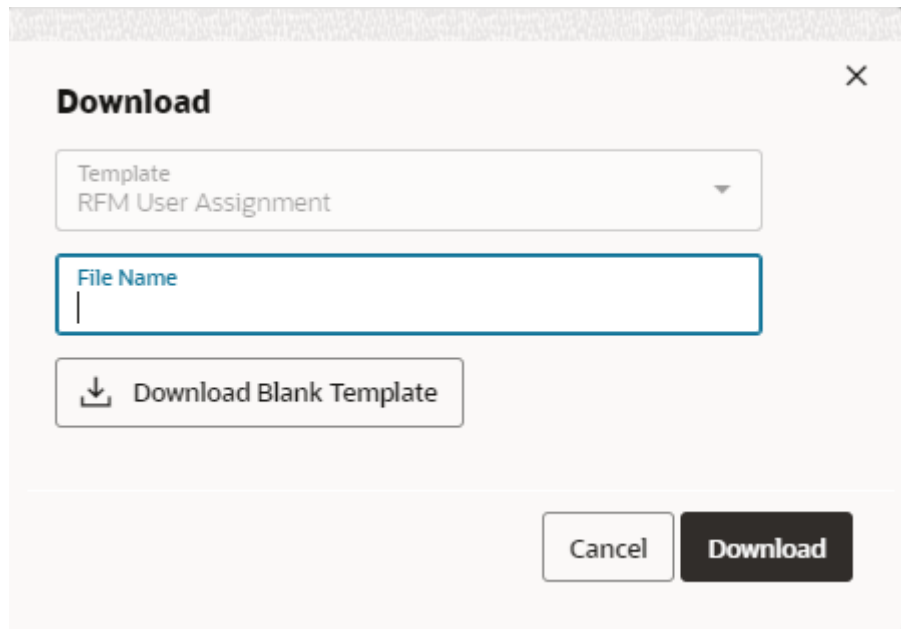 Download
Template
RFM User Assignment
File Name
Download Blank Template
Cancel
Download